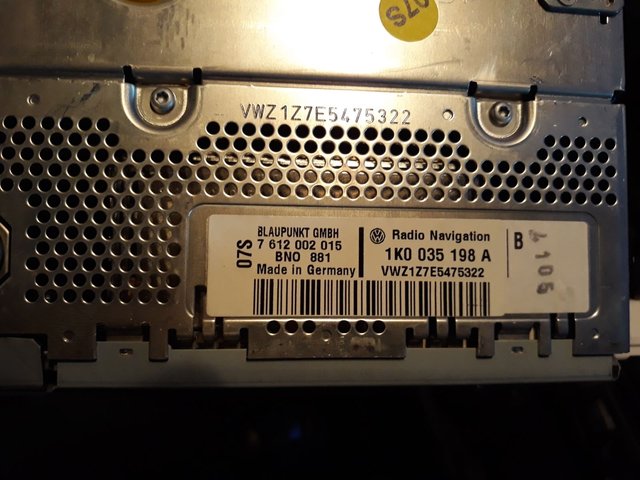 07S
VWZ1Z7E5475322
07S
BLAUPUNKT GMBH
7 612 002 015
BNO 881
Made in Germany
Radio Navigation
1K0 035 198 A
VWZ1Z7E5475322
B
105